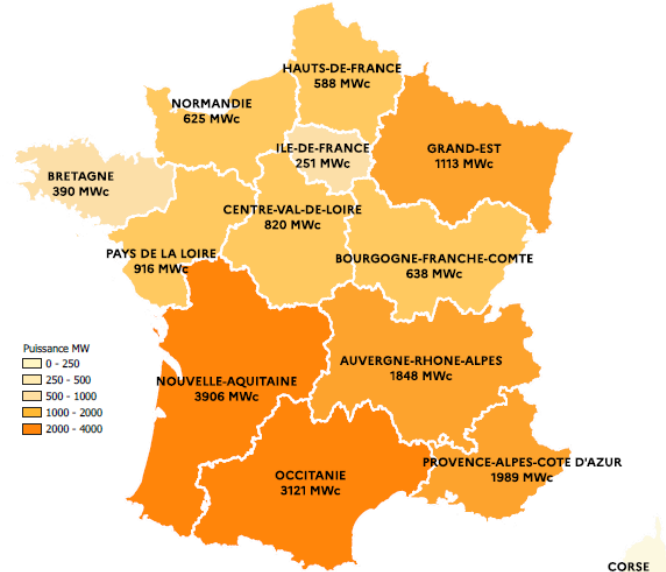 HAUTS-DE-FRANCE
588 MWc
NORMANDIE
625 MWc
ILE-DE-FRANCE
251 MWc
GRAND-EST
1113 MWc
BRETAGNE
390 MWc
CENTRE-VAL-DE-LOIRE
820 MWc
PAYS DE LA LOIRE
916 MWc
BOURGOGNE-FRANCHE-COMTE
638 MWc
Puissance MW
0 - 250
250 - 500
500 - 1000
1000 - 2000
2000 - 4000
NOUVELLE-AQUITAINE
3906 MWc
AUVERGNE-RHONE-ALPES
1848 MWc
OCCITANIE
3121 MWc
PROVENCE-ALPES-COTE D'AZUR
1989 MWc
CORSE